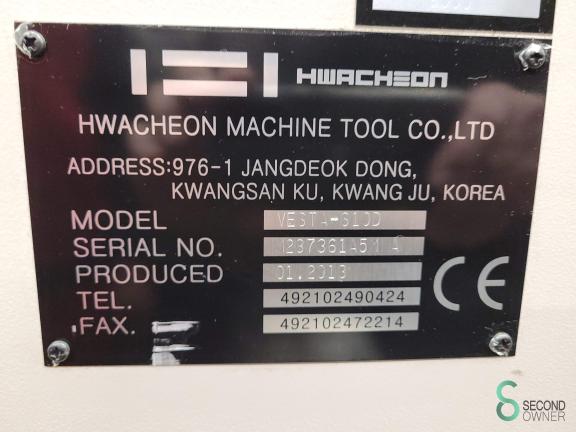 HWACHEON
HWACHEON MACHINE TOOL CO.,LTD
ADDRESS:976-1 JANGDEOK DONG,
KWANGSAN KU, KWANG JU, KOREA
MODEL
SERIAL NO.
PRODUCED 01.2013
TEL. 492102490424
.FAX. 492102472214
CE
SECOND
OWNER